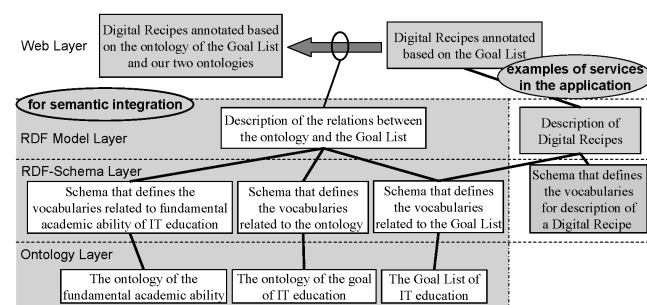 Web Layer
Digital Recipes annotated based
on the ontology of the Goal List
and our two ontologies
Digital Recipes annotated
based on the Goal List
examples of services
in the application
for semantic integration
RDF Model Layer
Description of the relations between
the ontology and the Goal List
Description of
Digital Recipes
RDF-Schema Layer
Schema that defines the
vocabularies related to fundamental
academic ability of IT education
Schema that defines
the vocabularies
related to the ontology
Schema that defines
the vocabularies
related to the Goal List
Schema that defines
the vocabularies
for description of
a Digital Recipe
Ontology Layer
The ontology of the
fundamental academic ability
The ontology of the goal
of IT education
The Goal List of
IT education